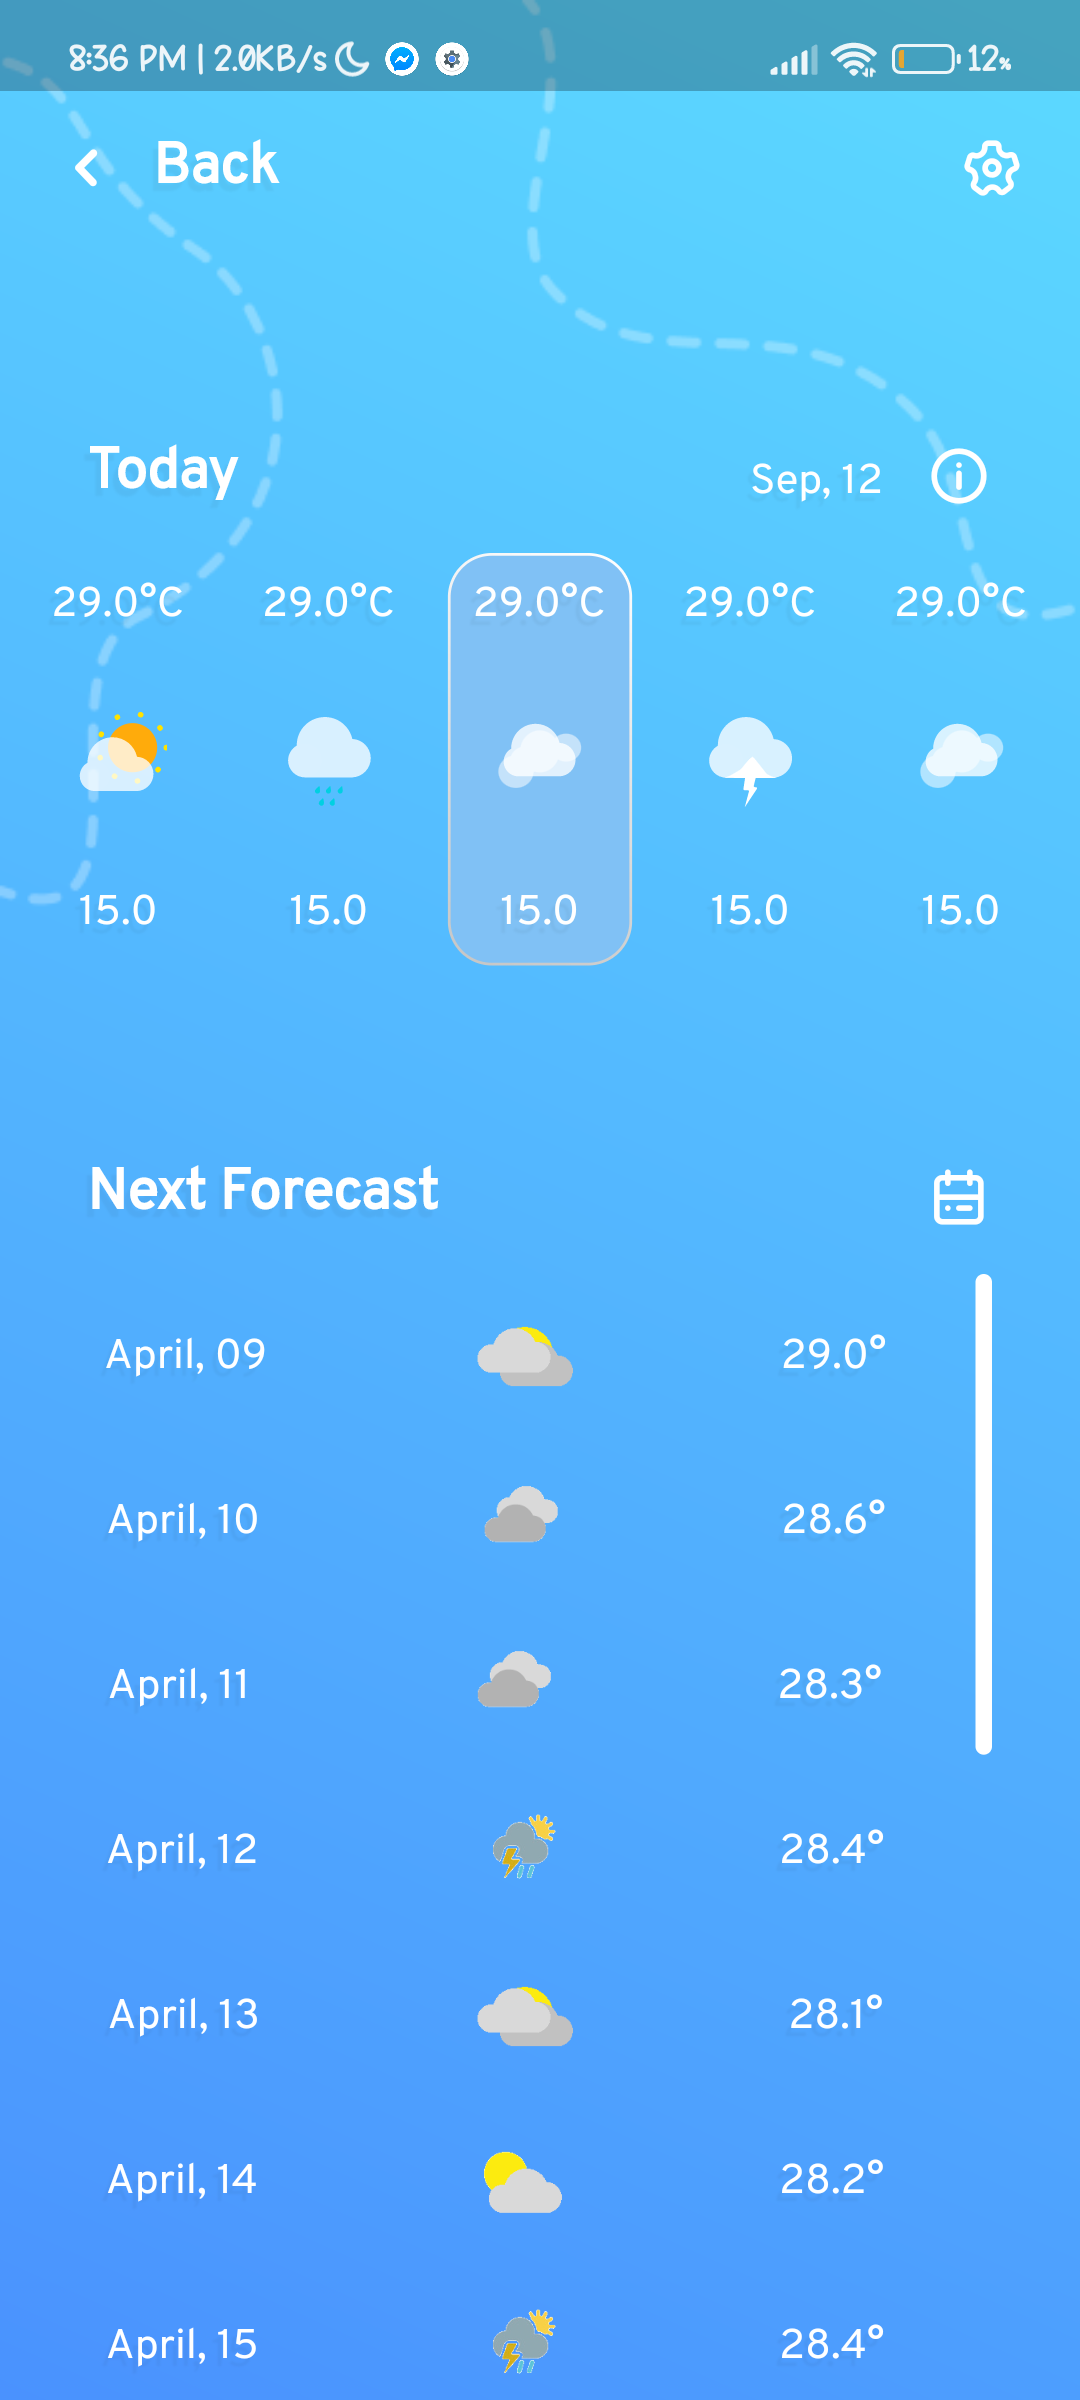 8:36 PM | 2.0KB/s
12%
Back
Today
Sep, 12
29.0°C 29.0°C 29.0°C 29.0°C 29.0°C
15.0 15.0 15.0 15.0 15.0
Next Forecast
April, 09 29.0°
April, 10 28.6°
April, 11 28.3°
April, 12 28.4°
April, 13 28.1°
April, 14 28.2°
April, 15 28.4°